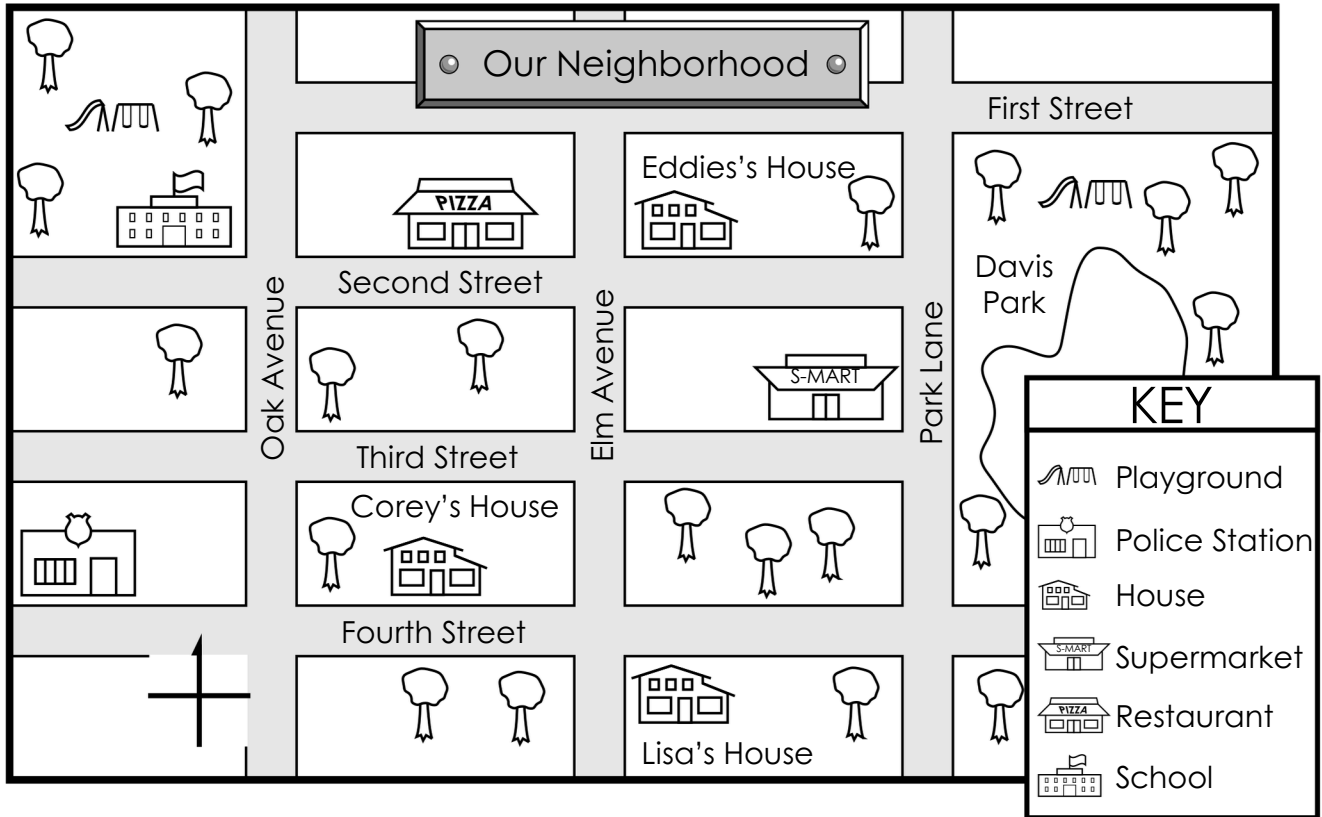 Our Neighborhood
First Street
Eddies's House
PIZZA
Davis
Park
Second Street
Oak Avenue
Elm Avenue
Park Lane
S-MART
Third Street
Corey's House
Fourth Street
Lisa's House
KEY
Playground
Police Station
House
S-MART
Supermarket
PIZZA
Restaurant
School